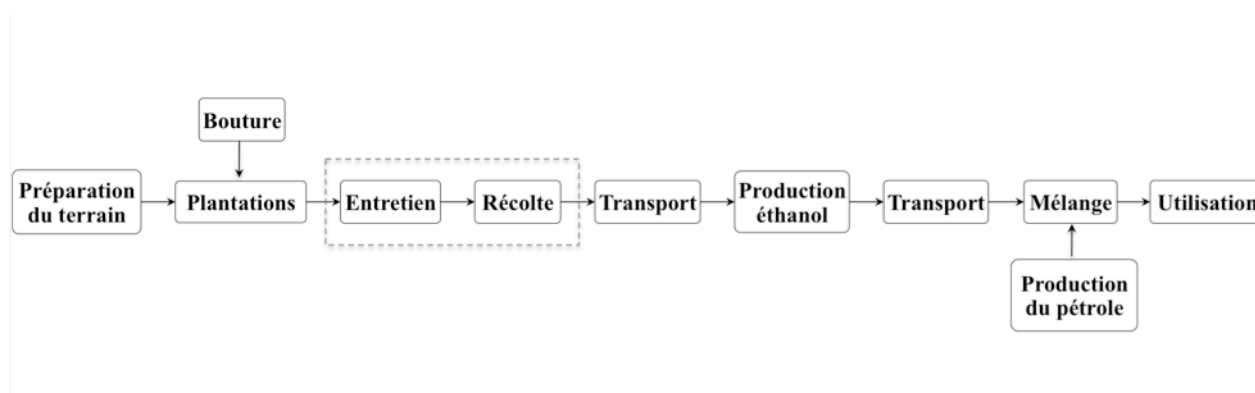 Bouture
Préparation
du terrain
Plantations
Entretien
Récolte
Transport
Production
éthanol
Transport
Mélange
Utilisation
Production
du pétrole